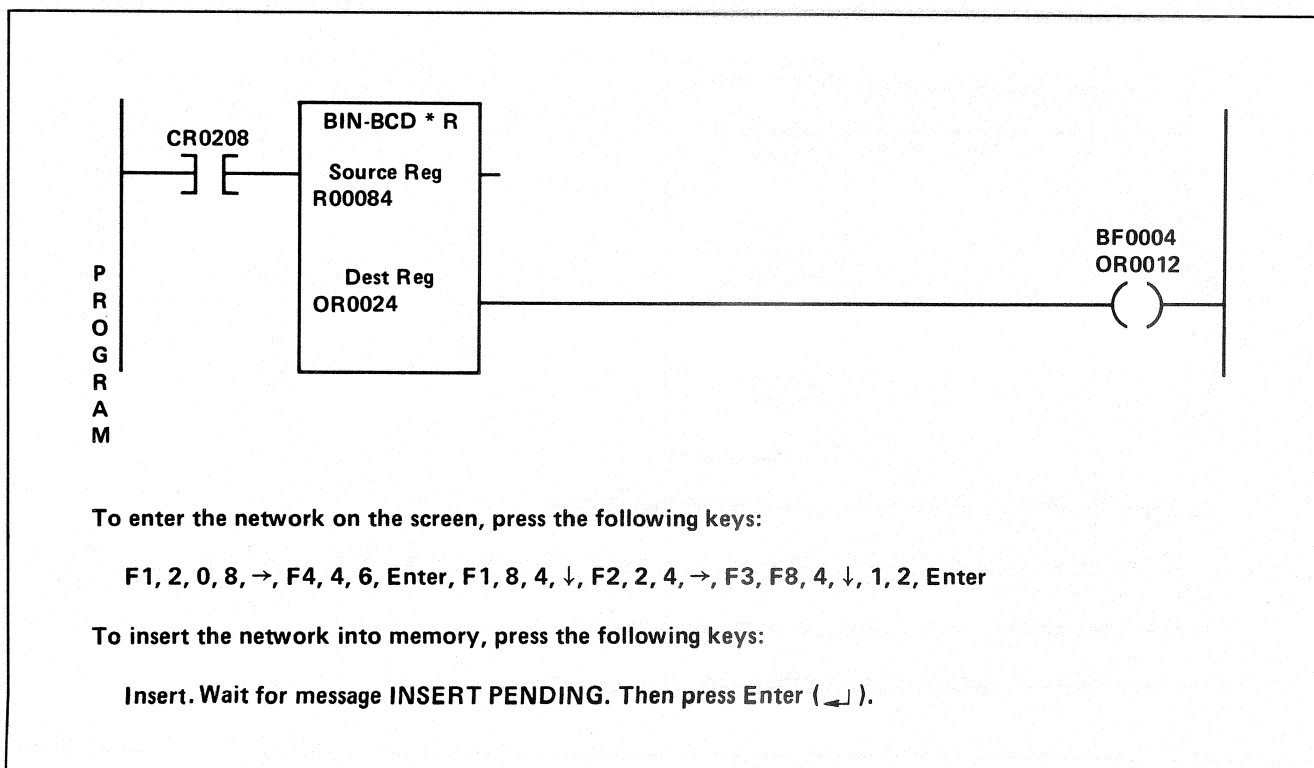 BIN-BCD * R
CR0208
Source Reg
R00084
BF0004
OR0012
Dest Reg
OR0024
PROGRAM
To enter the network on the screen, press the following keys:
F1, 2, 0, 8, →, F4, 4, 6, Enter, F1, 8, 4, ↓, F2, 2, 4, →, F3, F8, 4, ↓, 1, 2, Enter
To insert the network into memory, press the following keys:
Insert. Wait for message INSERT PENDING. Then press Enter (↵).